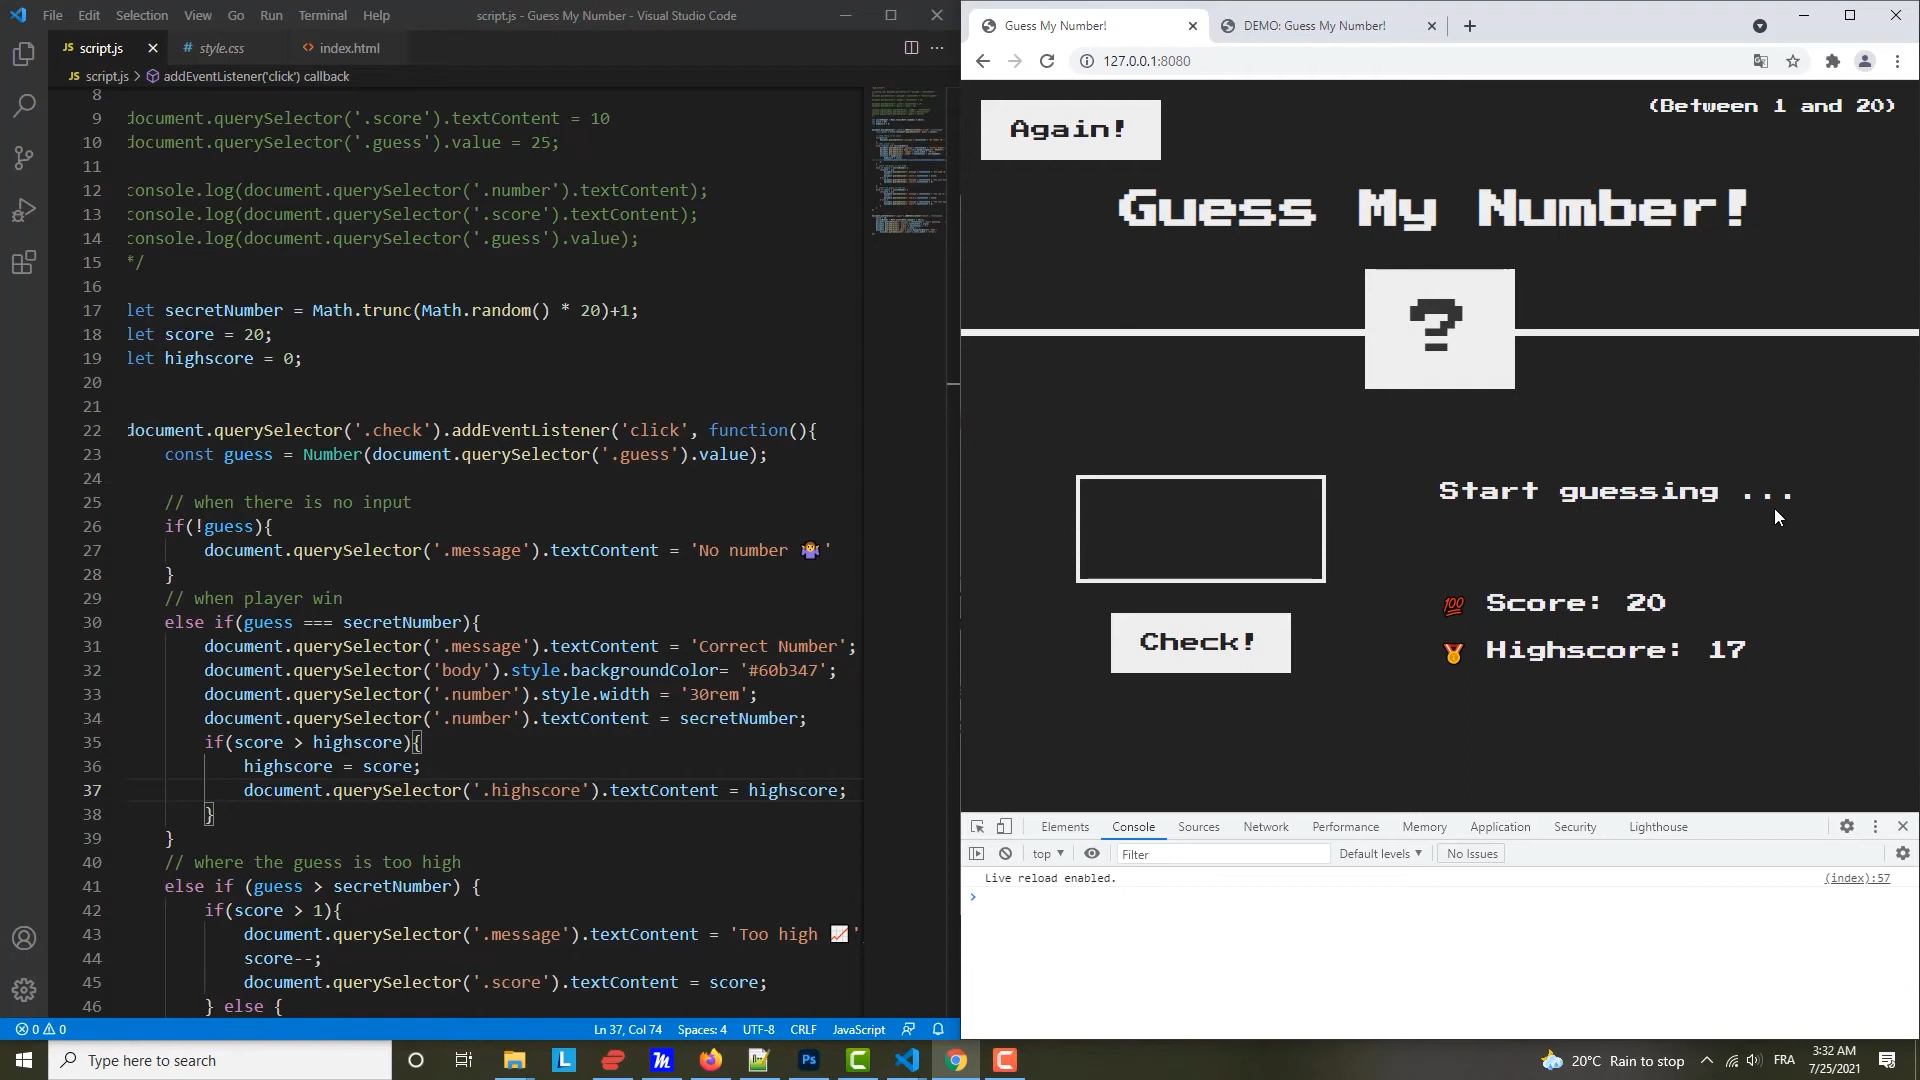 File Edit Selection View Go Run Terminal Help
script.js - Guess My Number - Visual Studio Code
JS script.js
# style.css
<> index.html
JS script.js > addEventListener('click') callback
8
9 document.querySelector('.score').textContent = 10
10 document.querySelector('.guess').value = 25;
11
12 console.log(document.querySelector('.number').textContent);
13 console.log(document.querySelector('.score').textContent);
14 console.log(document.querySelector('.guess').value);
15 */
16
17 let secretNumber = Math.trunc(Math.random() * 20)+1;
18 let score = 20;
19 let highscore = 0;
20
21
22 document.querySelector('.check').addEventListener('click', function(){
23 const guess = Number(document.querySelector('.guess').value);
24
25 // when there is no input
26 if(!guess){
27 document.querySelector('.message').textContent = 'No number 🤷‍♀️'
28 }
29 // when player win
30 else if(guess === secretNumber){
31 document.querySelector('.message').textContent = 'Correct Number';
32 document.querySelector('body').style.backgroundColor= '#60b347';
33 document.querySelector('.number').style.width = '30rem';
34 document.querySelector('.number').textContent = secretNumber;
35 if(score > highscore){
36 highscore = score;
37 document.querySelector('.highscore').textContent = highscore;
38 }
39 }
40 // where the guess is too high
41 else if (guess > secretNumber) {
42 if(score > 1){
43 document.querySelector('.message').textContent = 'Too high 📈'
44 score--;
45 document.querySelector('.score').textContent = score;
46 } else {
0 0
Ln 37, Col 74 Spaces: 4 UTF-8 CRLF JavaScript
Guess My Number!
DEMO: Guess My Number!
127.0.0.1:8080
Again!
(Between 1 and 20)
Guess My Number!
?
Start guessing ...
💯 Score: 20
🥇 Highscore: 17
Check!
Elements Console Sources Network Performance Memory Application Security Lighthouse
top Filter Default levels No Issues
Live reload enabled. (index):57
>
Type here to search
20°C Rain to stop
FRA
3:32 AM
7/25/2021